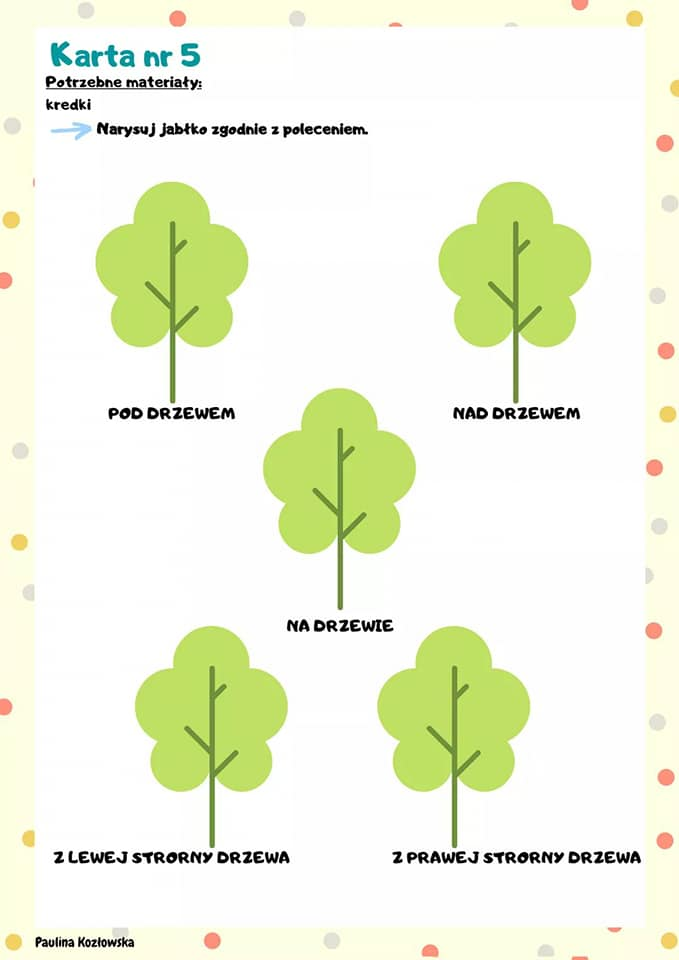 Karta nr 5
Potrzebne materiały:
kredki
Narysuj jabłko zgodnie z poleceniem.
POD DRZEWEM
NAD DRZEWEM
NA DRZEWIE
Z LEWEJ STRORNY DRZEWA
Z PRAWEJ STRORNY DRZEWA
Paulina Kozłowska